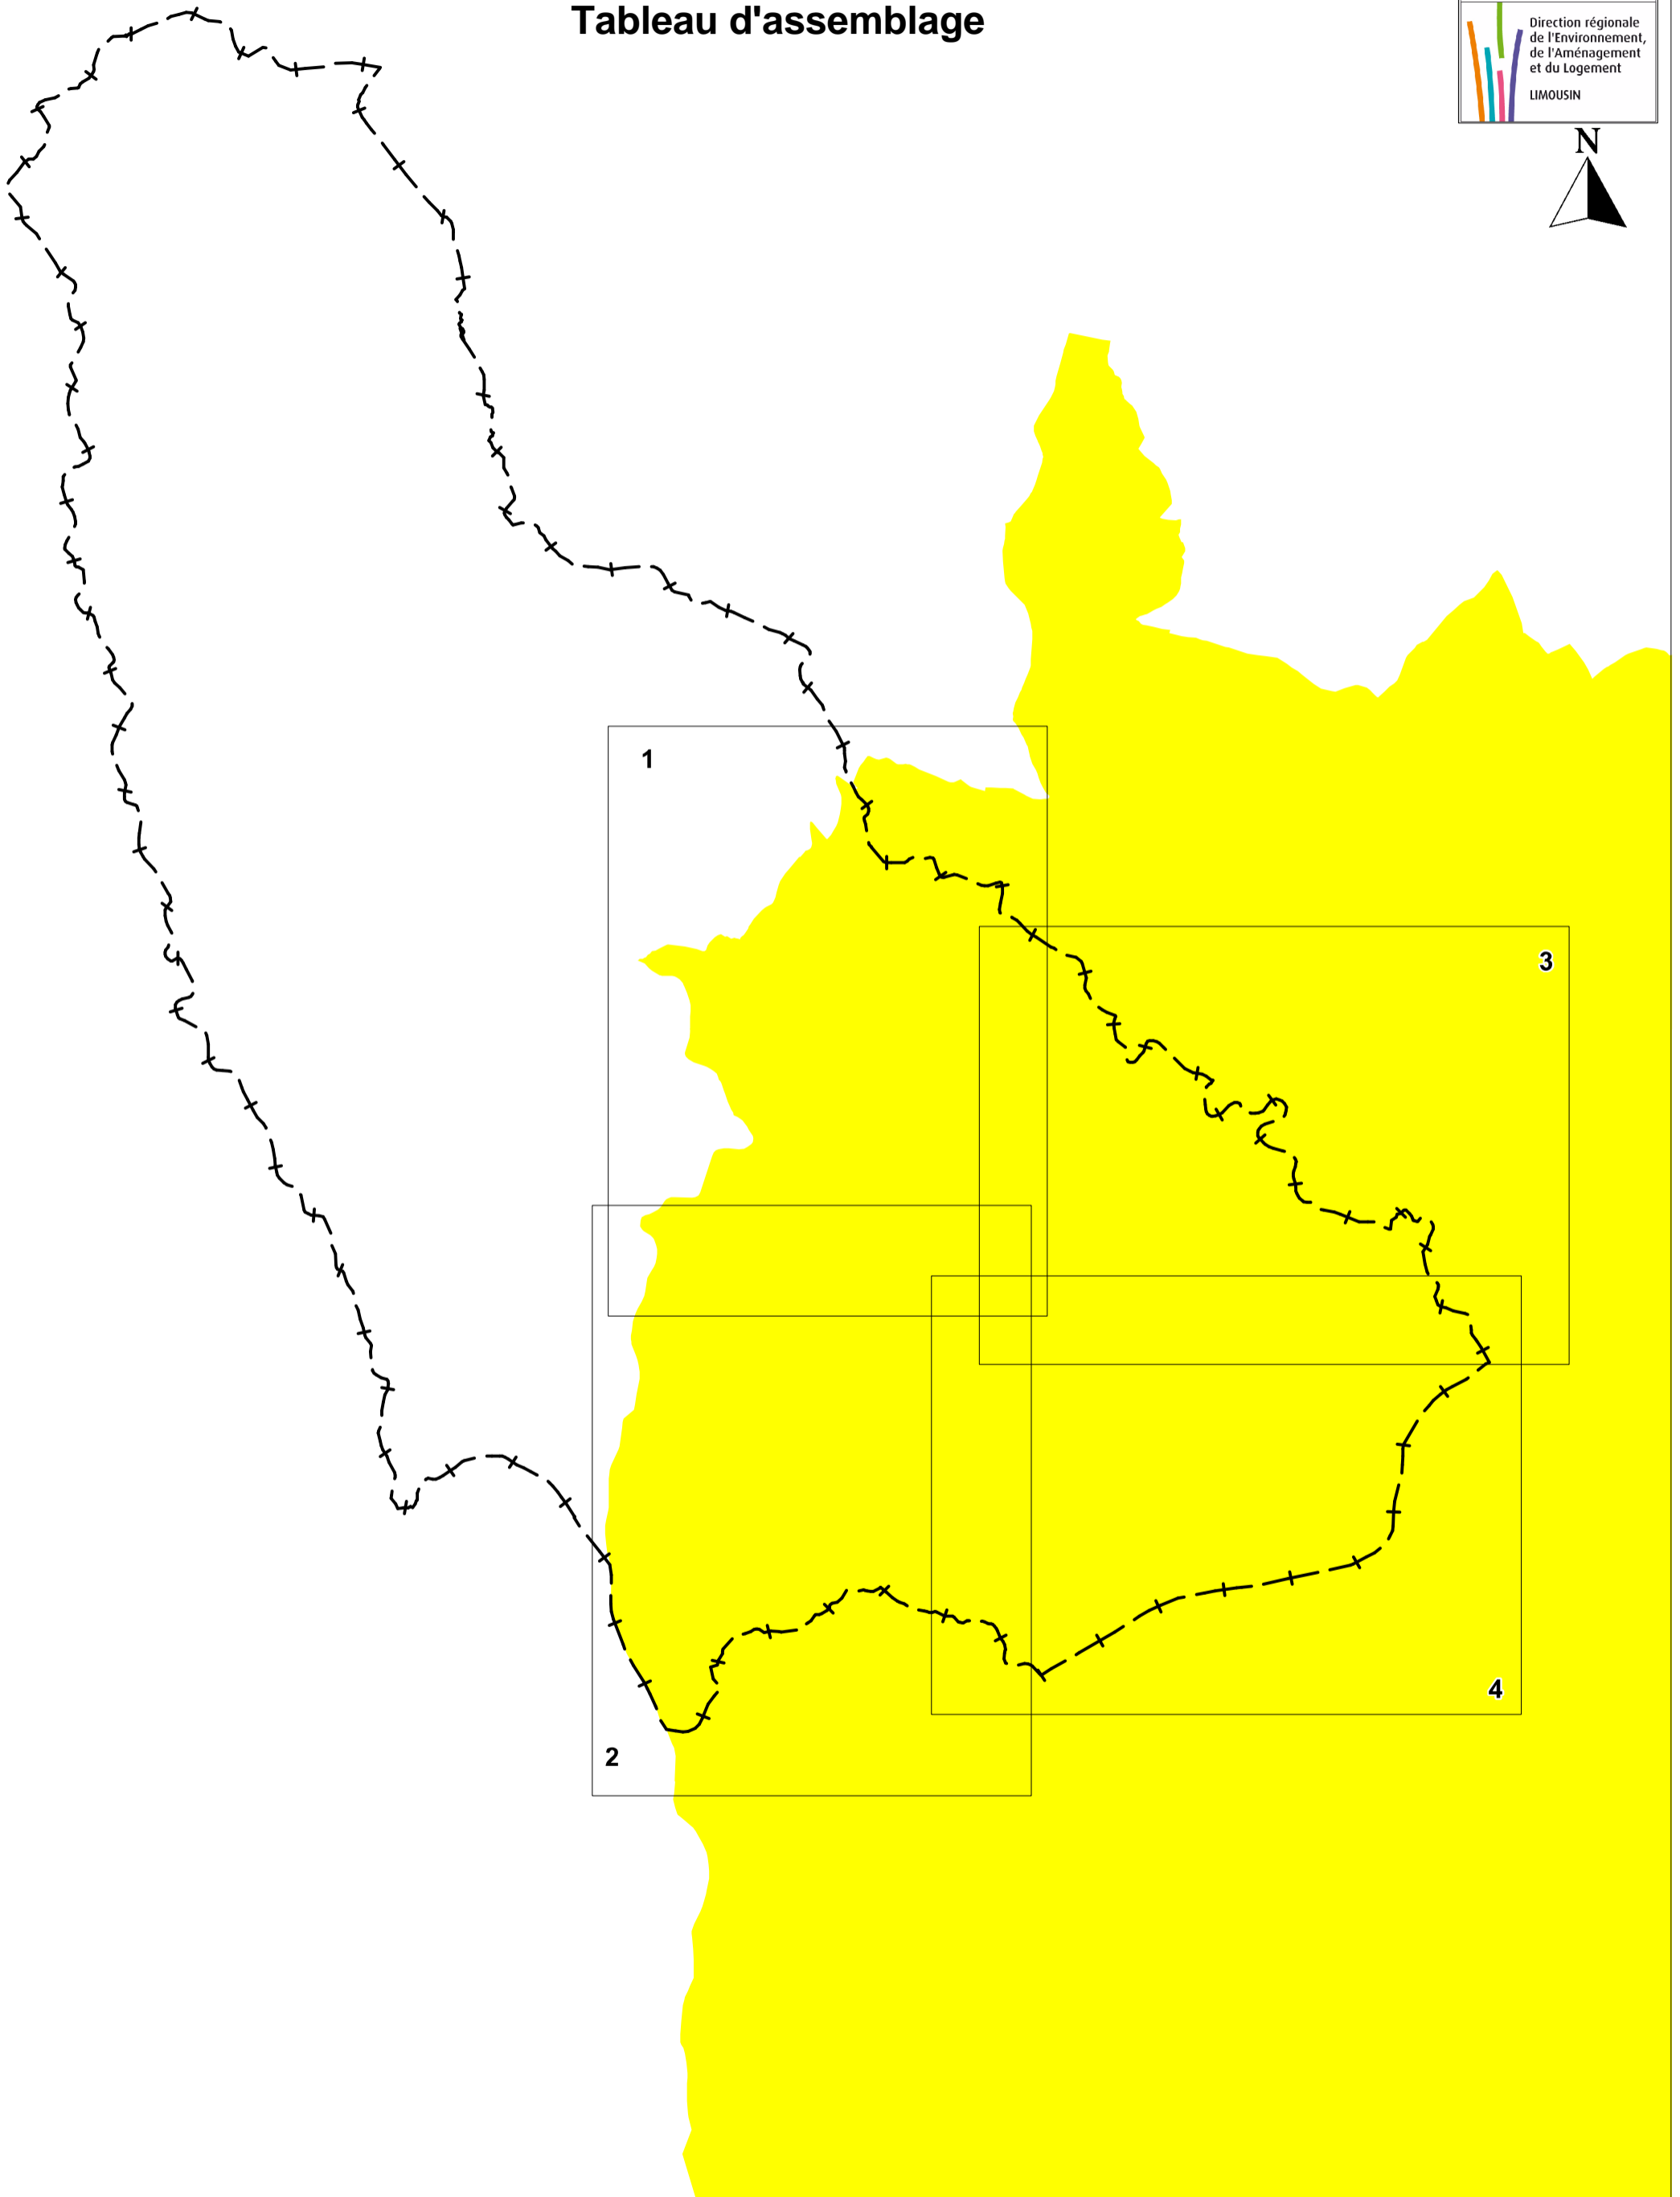 Tableau d'assemblage
Direction régionale
de l'Environnement,
de l'Aménagement
et du Logement
LIMOUSIN
N
1
3
4
2